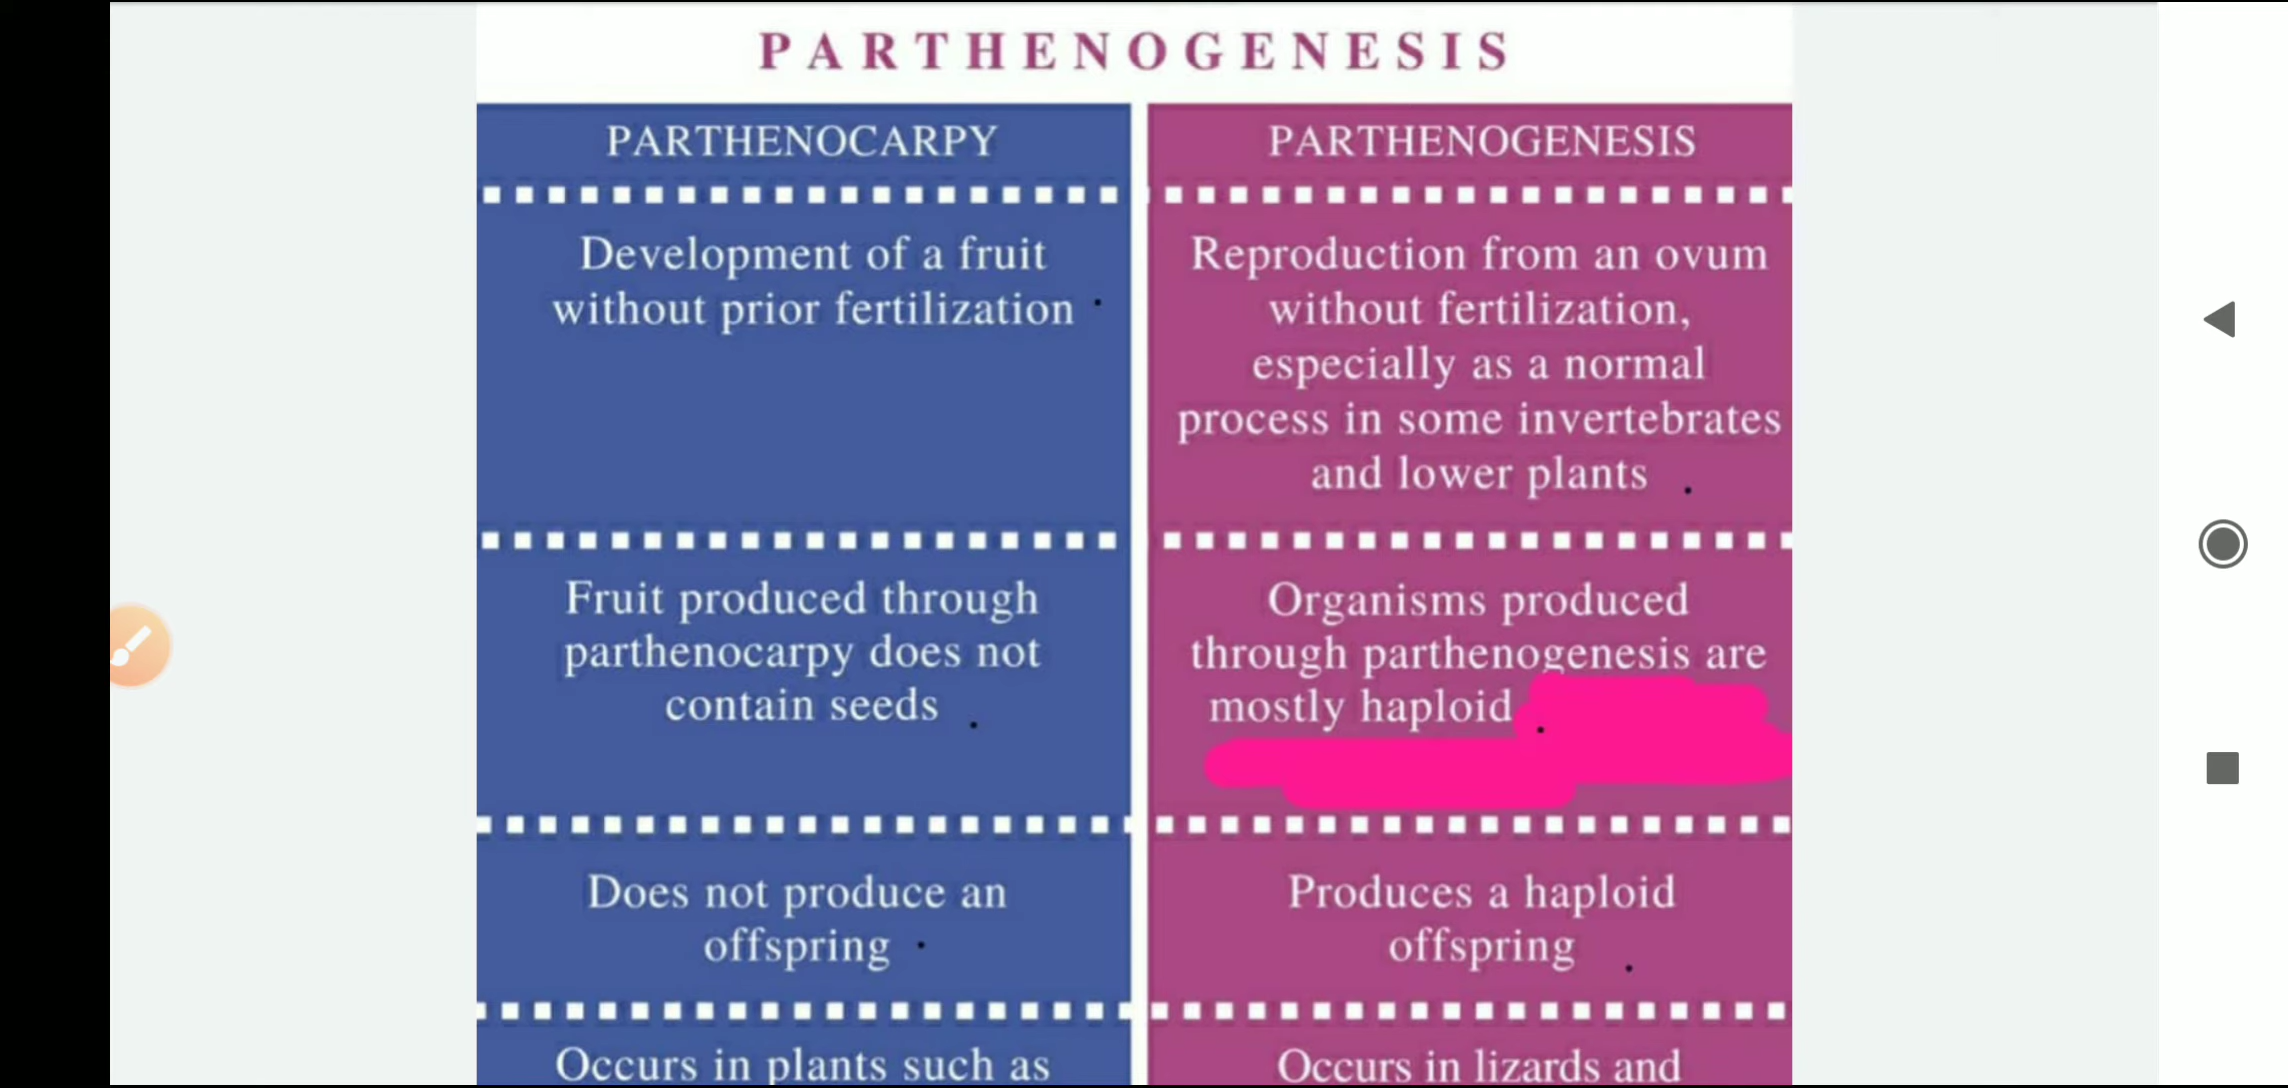 PARTHENOGENESIS
PARTHENOCARPY
Development of a fruit
without prior fertilization
Fruit produced through
parthenocarpy does not
contain seeds
Does not produce an
offspring
Occurs in plants such as
PARTHENOGENESIS
Reproduction from an ovum
without fertilization,
especially as a normal
process in some invertebrates
and lower plants
Organisms produced
through parthenogenesis are
mostly haploid
Produces a haploid
offspring
Occurs in lizards and